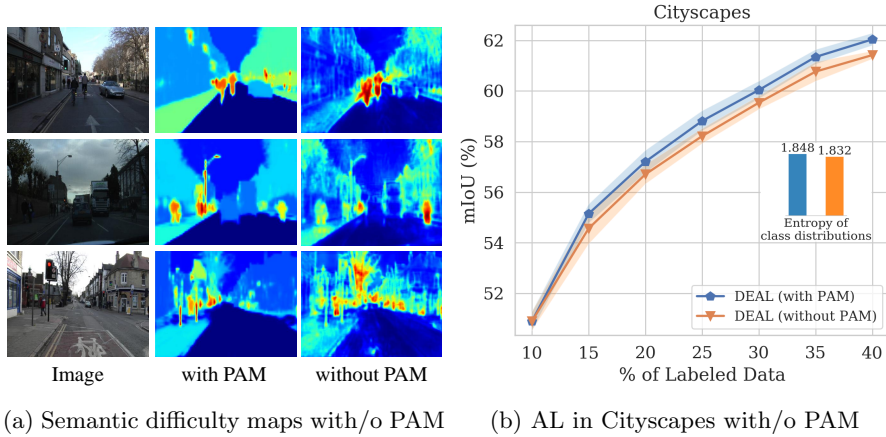 Image
with PAM
without PAM
(a) Semantic difficulty maps with/o PAM
Cityscapes
mIoU (%)
62
60
58
56
54
52
10
15
20
25
30
35
40
% of Labeled Data
1.848
1.832
Entropy of
class distributions
DEAL (with PAM)
DEAL (without PAM)
(b) AL in Cityscapes with/o PAM